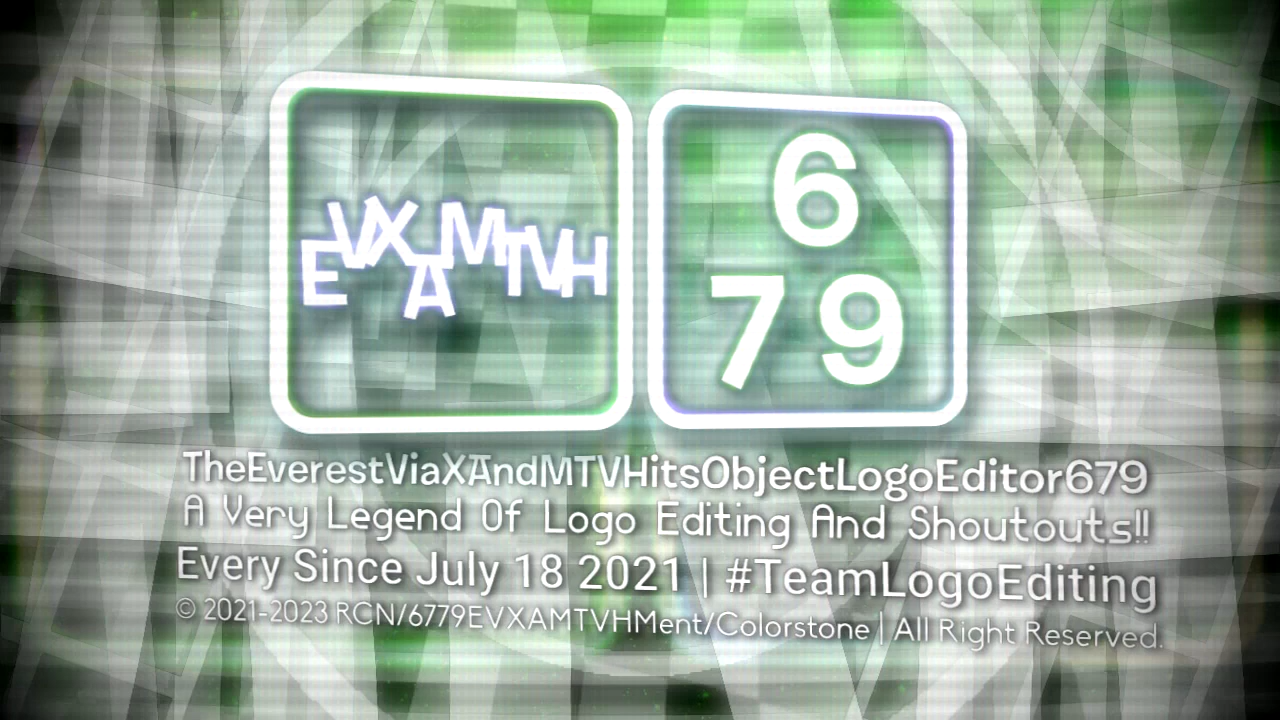 EVXAMTVH
6
79
TheEverestViaXAndMTVHitsObjectLogoEditor679
A Very Legend Of Logo Editing And Shoutouts!!
Every Since July 18 2021 | #TeamLogoEditing
© 2021-2023 RCN/6779EVXAMTVHMent/Colorstone | All Right Reserved.